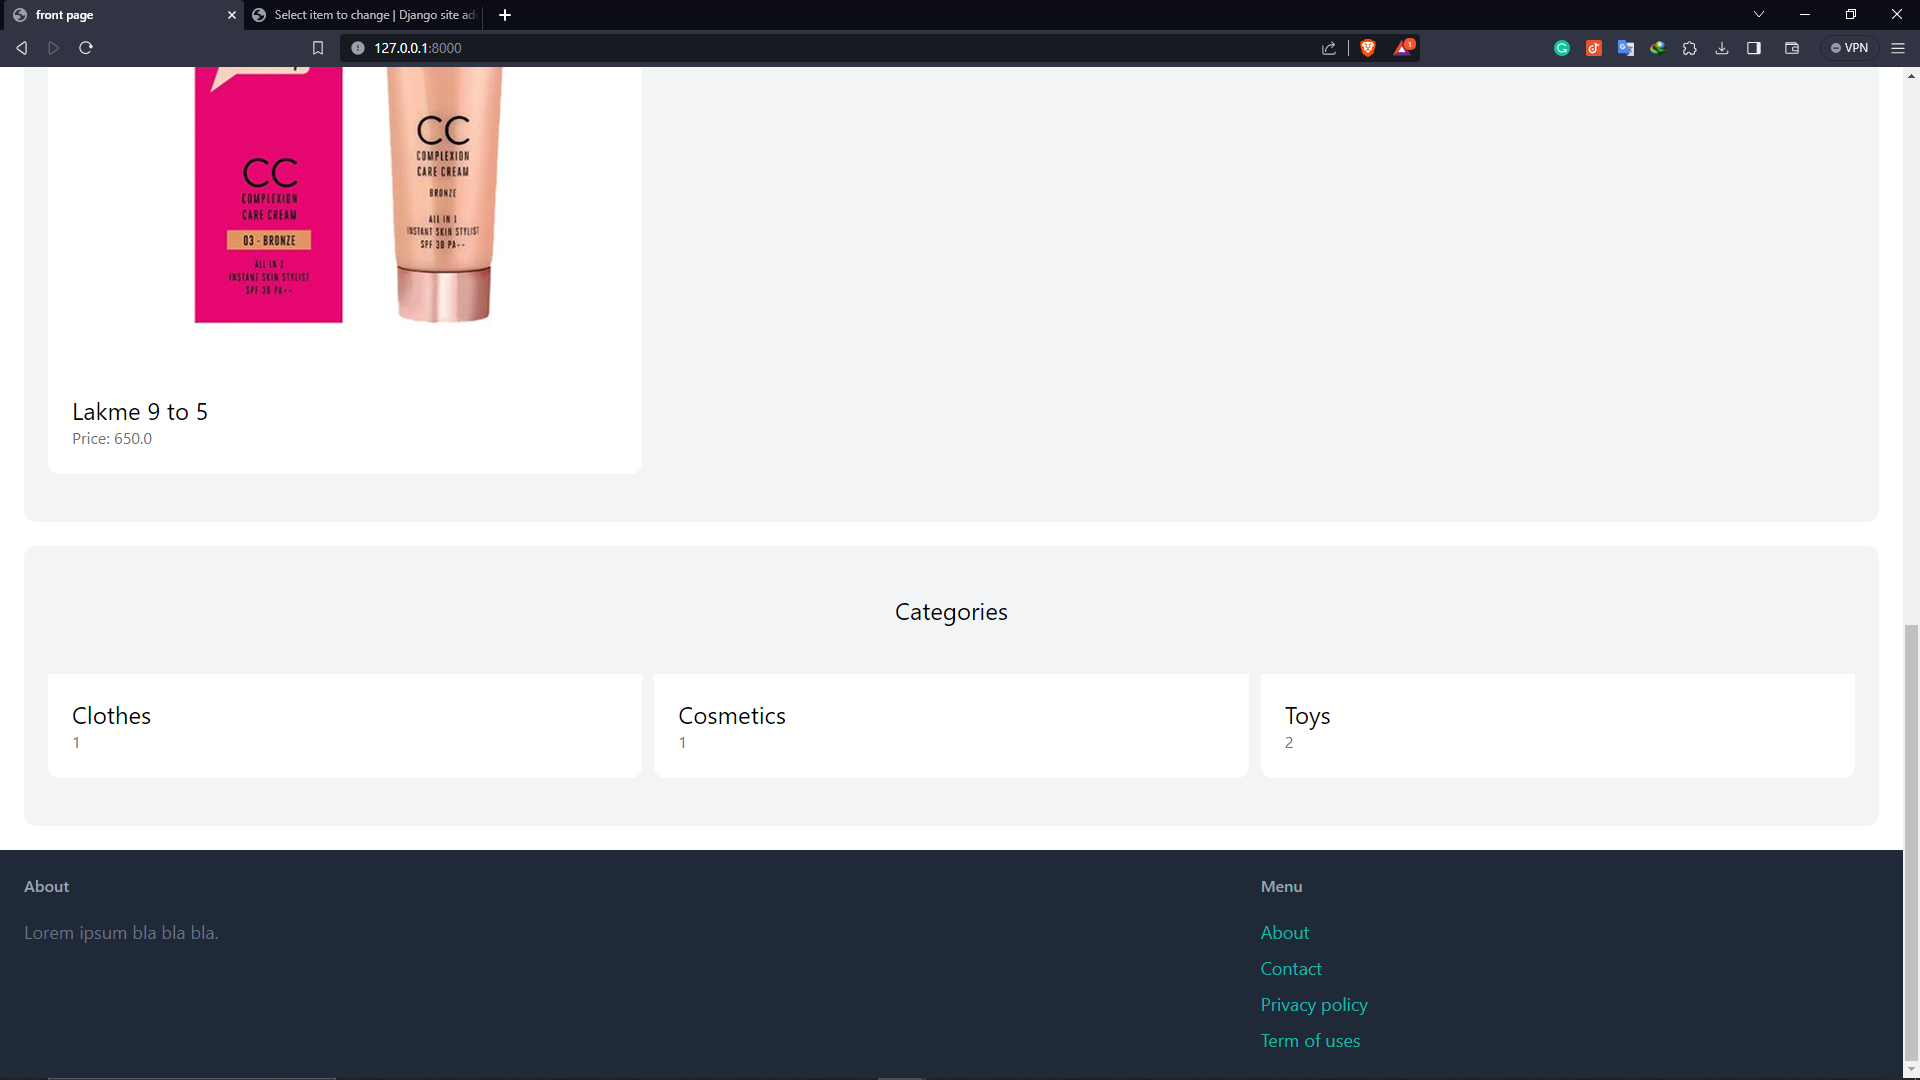 front page
Select item to change | Django site ad
127.0.0.1:8000
1
VPN
CC
COMPLEXION
CARE CREAM
03 - BRONZE
ALL IN 1
INSTANT SKIN STYLIST
SPF 30 PA++
CC
COMPLEXION
CARE CREAM
BRONZE
ALL IN 1
INSTANT SKIN STYLIST
SPF 30 PA++
Lakme 9 to 5
Price: 650.0
Categories
Clothes
1
Cosmetics
1
Toys
2
About
Lorem ipsum bla bla bla.
Menu
About
Contact
Privacy policy
Term of uses